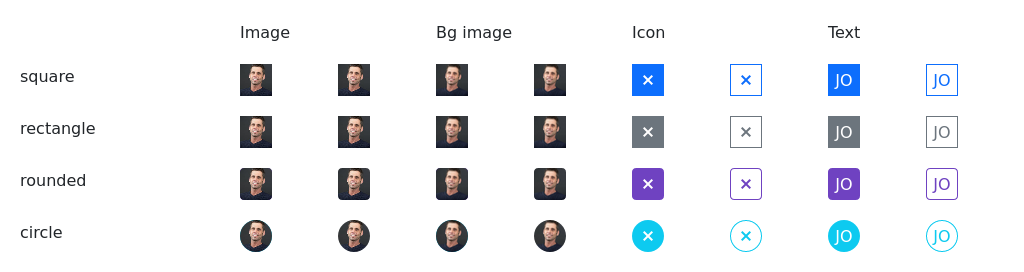 Image Bg image Icon Text
square × × JO JO
rectangle × × JO JO
rounded × × JO JO
circle × × JO JO